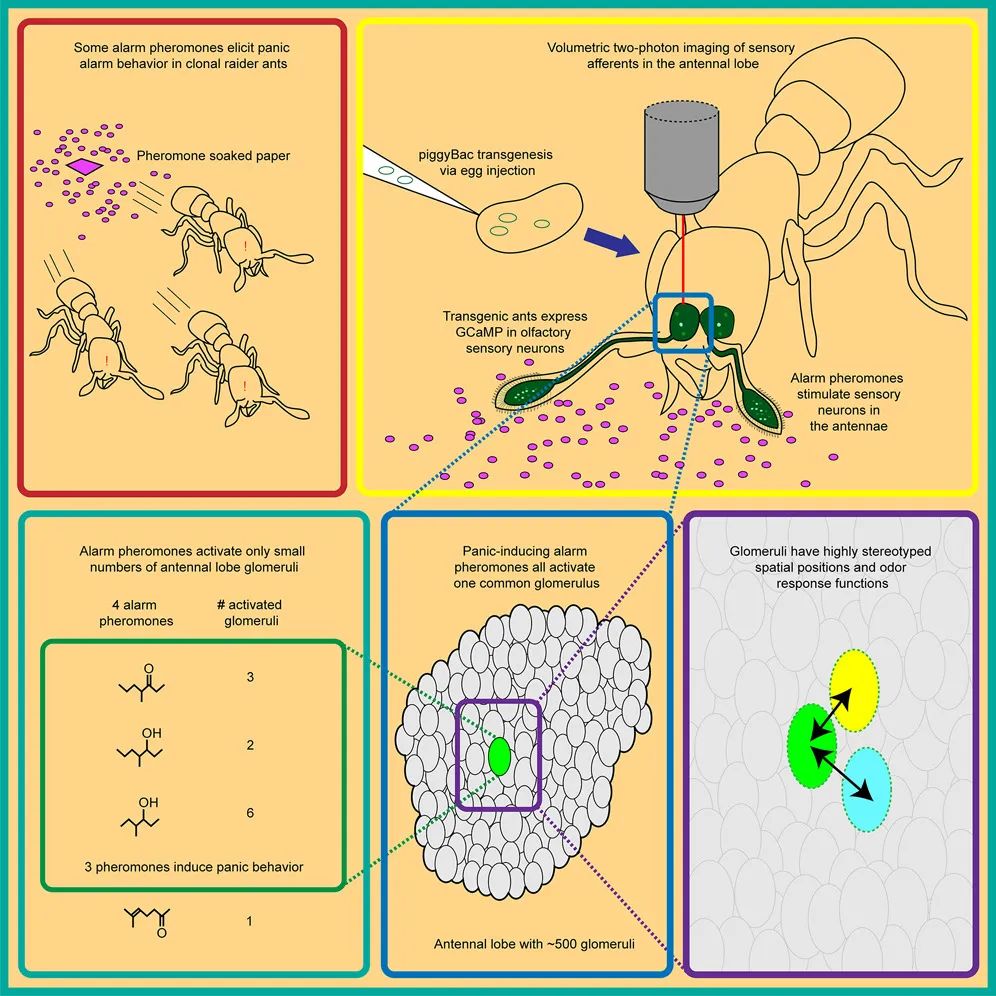 Some alarm pheromones elicit panic
alarm behavior in clonal raider ants
Pheromone soaked paper
!
!
!
Volumetric two-photon imaging of sensory
afferents in the antennal lobe
piggyBac transgenesis
via egg injection
Transgenic ants express
GCaMP in olfactory
sensory neurons
Alarm pheromones
stimulate sensory
neurons in
the antennae
Alarm pheromones activate only small
numbers of antennal lobe glomeruli
4 alarm
pheromones
# activated
glomeruli
O
3
OH
2
OH
6
3 pheromones induce panic behavior
O
1
Panic-inducing alarm
pheromones all activate
one common glomerulus
Antennal lobe with ~500 glomeruli
Glomeruli have highly stereotyped
spatial positions and odor
response functions